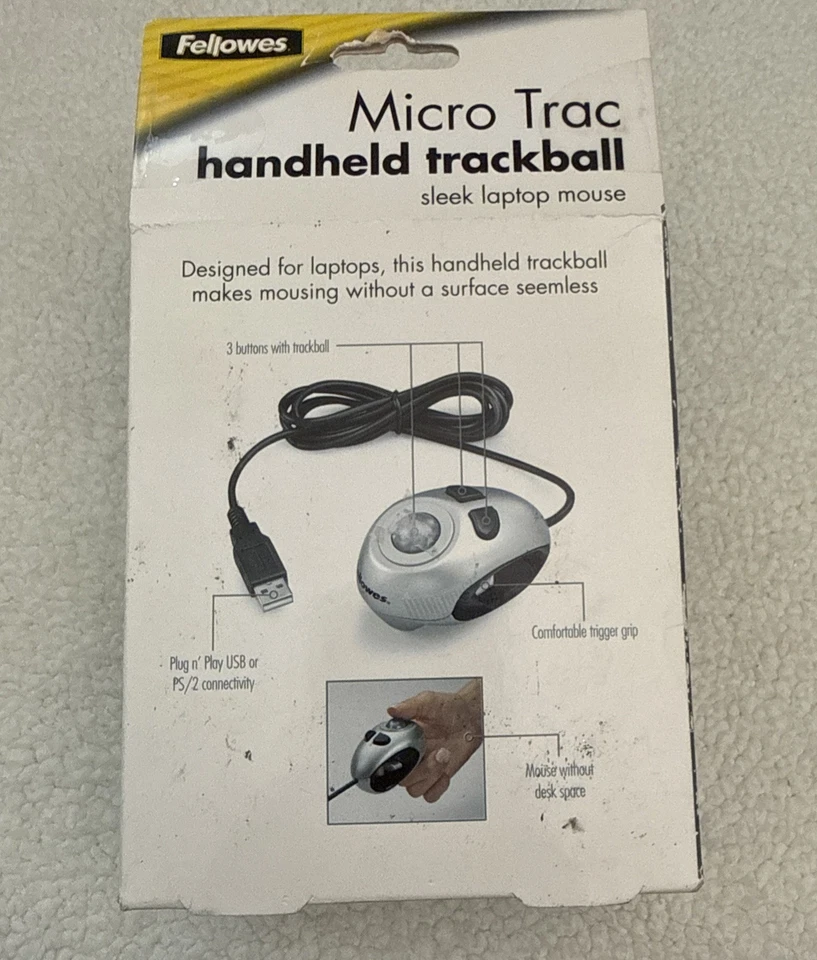 Fellowes
Micro Trac
handheld trackball
sleek laptop mouse
Designed for laptops, this handheld trackball
makes mousing without a surface seemless
3 buttons with trackball
Comfortable trigger grip
Plug n' Play USB or
PS/2 connectivity
Mouse without
desk space